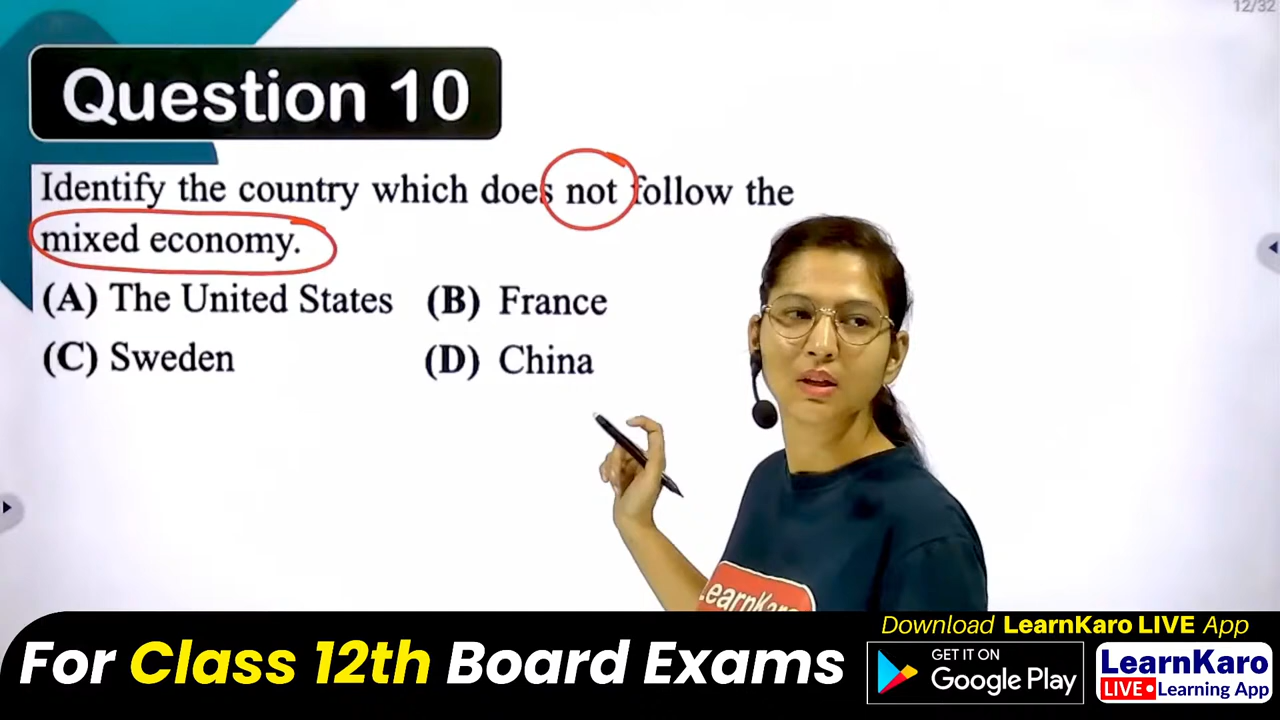 12/32
Question 10
Identify the country which does not follow the
mixed economy.
(A) The United States (B) France
(C) Sweden (D) China
LearnKaro
For Class 12th Board Exams
Download LearnKaro LIVE App
GET IT ON
Google Play
LearnKaro
LIVE Learning App